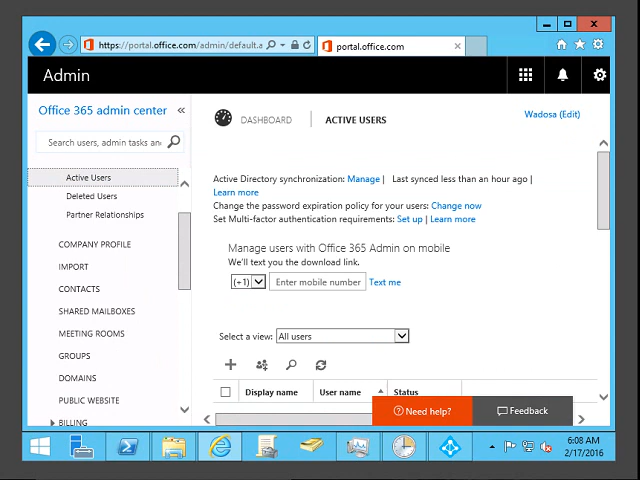 https://portal.office.com/admin/default.a
portal.office.com
Admin
Office 365 admin center
Search users, admin tasks an
Active Users
Deleted Users
Partner Relationships
COMPANY PROFILE
IMPORT
CONTACTS
SHARED MAILBOXES
MEETING ROOMS
GROUPS
DOMAINS
PUBLIC WEBSITE
BILLING
DASHBOARD
ACTIVE USERS
Wadosa (Edit)
Active Directory synchronization: Manage | Last synced less than an hour ago |
Learn more
Change the password expiration policy for your users: Change now
Set Multi-factor authentication requirements: Set up | Learn more
Manage users with Office 365 Admin on mobile
We'll text you the download link.
(+1) Enter mobile number Text me
Select a view: All users
Display name User name Status
Need help? Feedback
6:08 AM
2/17/2016